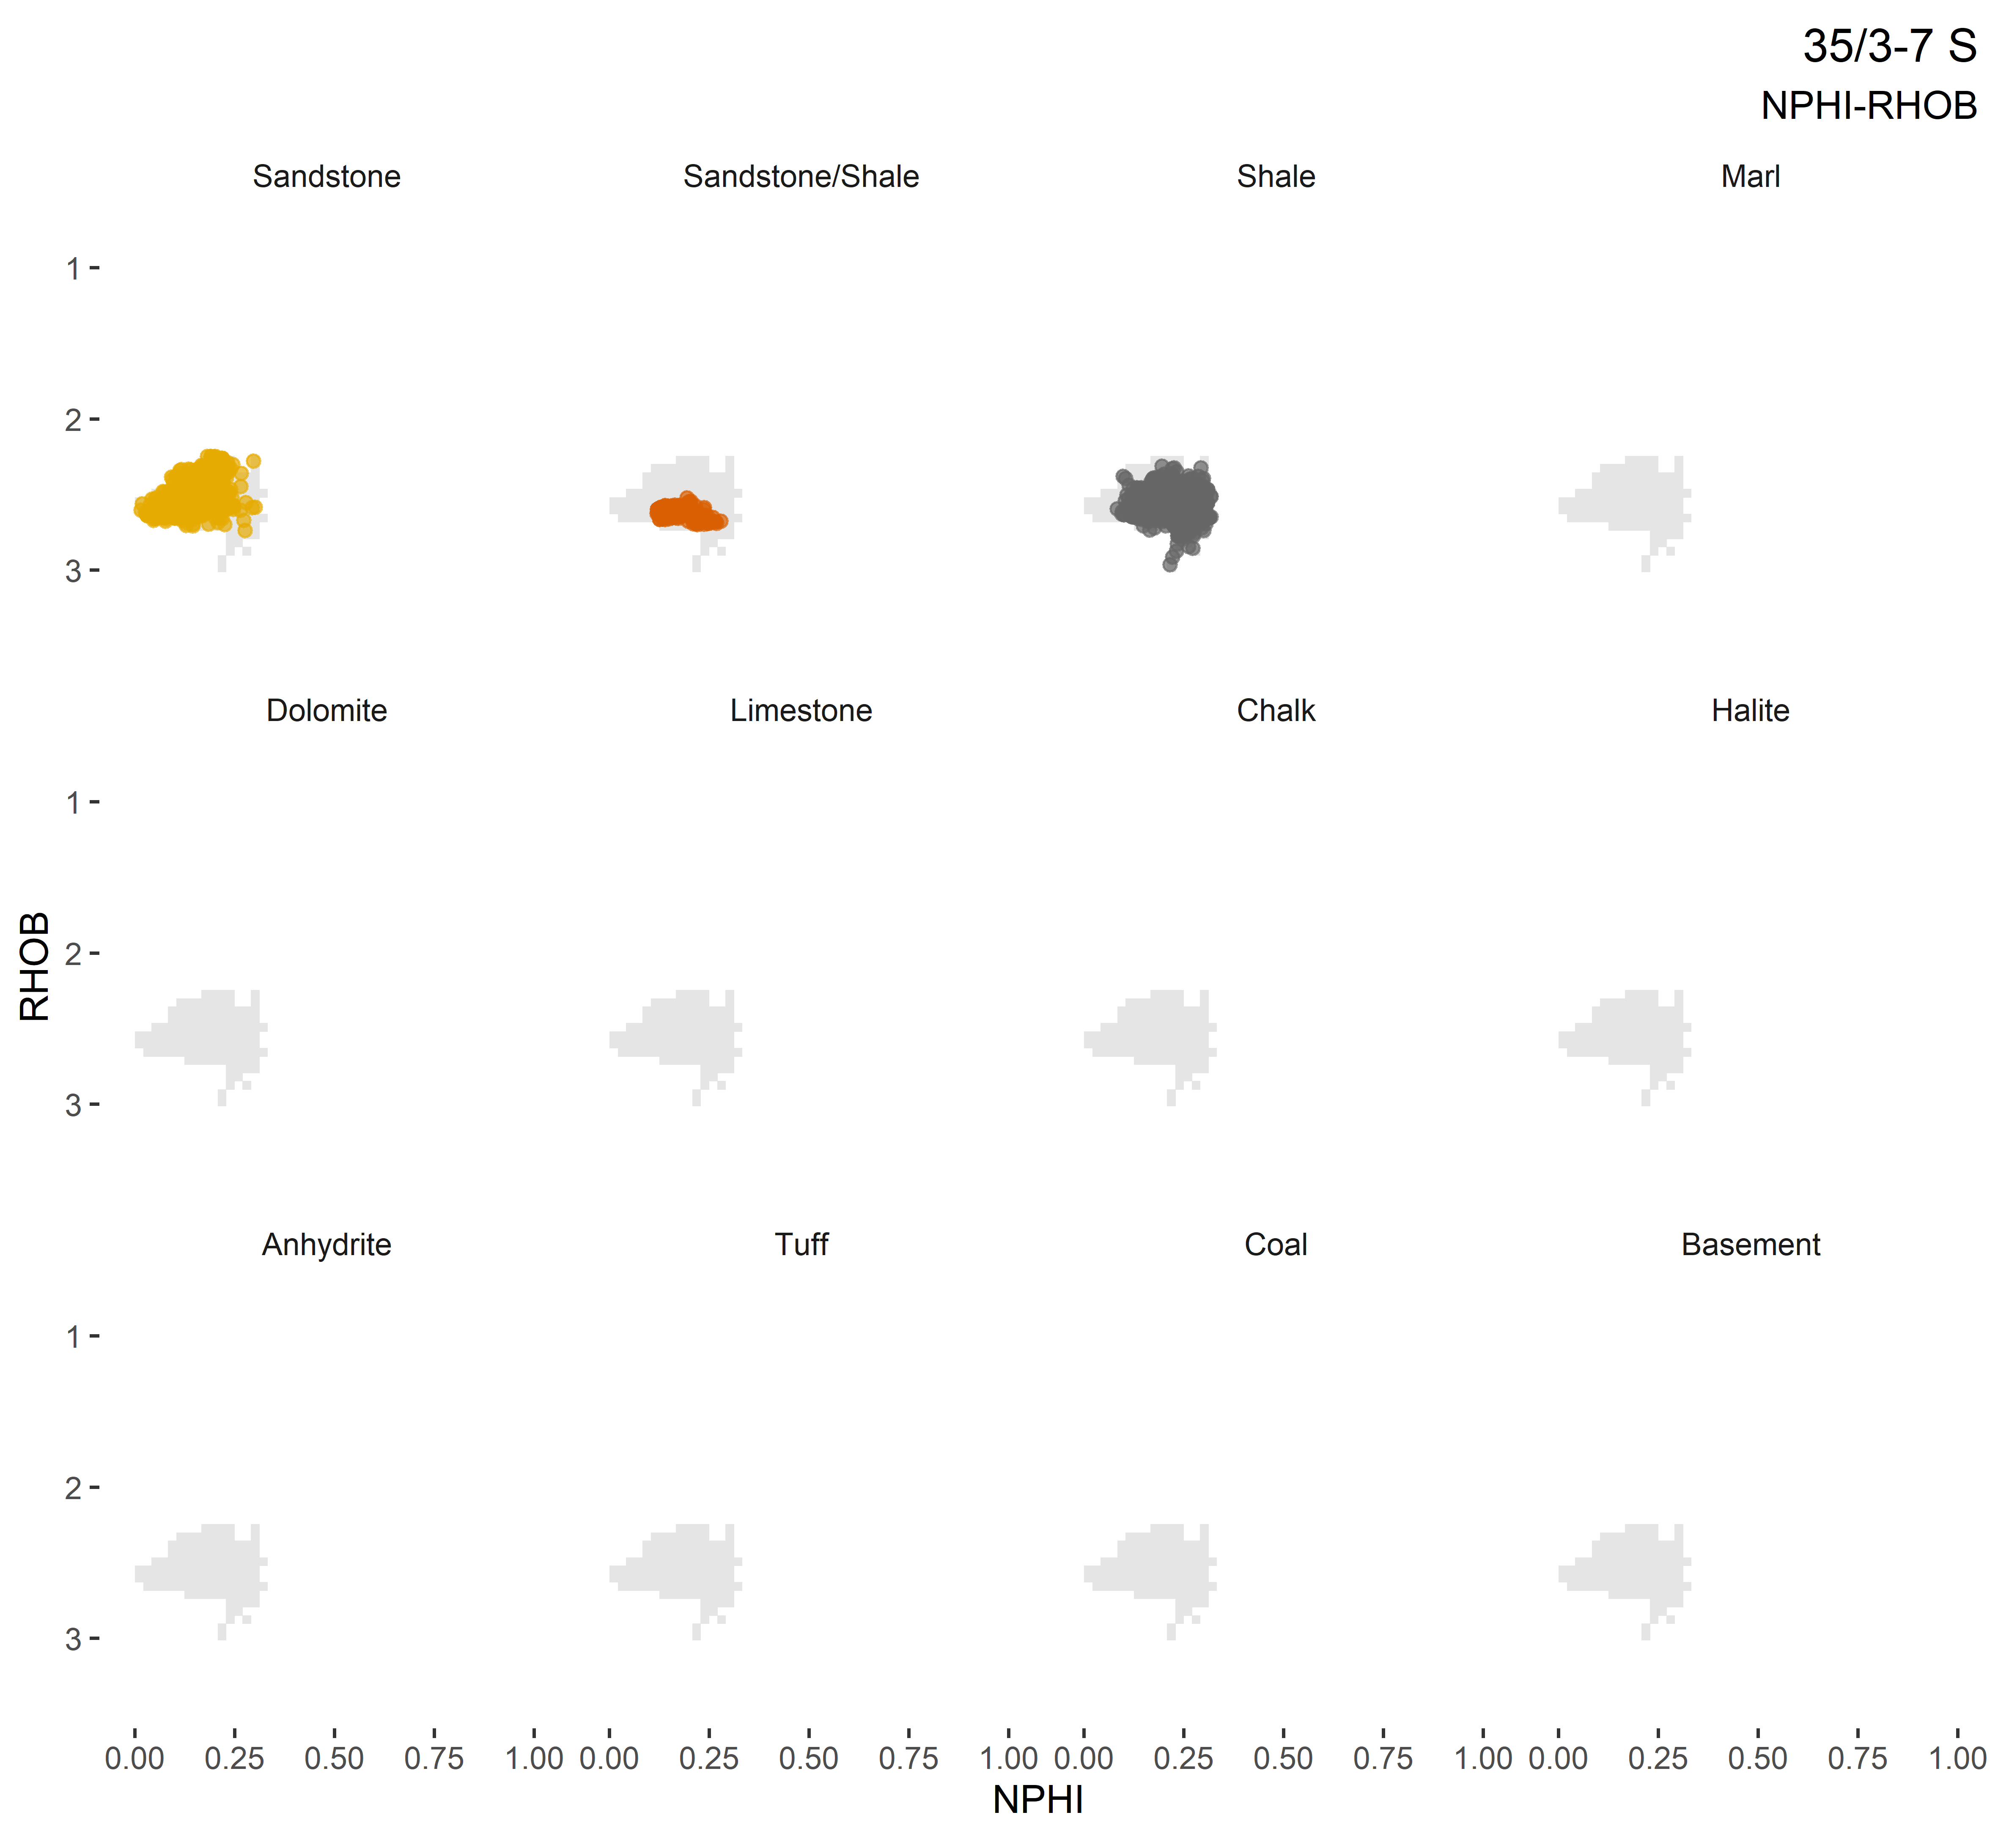 35/3-7 S
NPHI-RHOB
Sandstone Sandstone/Shale Shale Marl
1
2
3
Dolomite Limestone Chalk Halite
1
2
3
RHOB
Anhydrite Tuff Coal Basement
1
2
3
0.00 0.25 0.50 0.75 1.00 0.00 0.25 0.50 0.75 1.00 0.00 0.25 0.50 0.75 1.00 0.00 0.25 0.50 0.75 1.00
NPHI